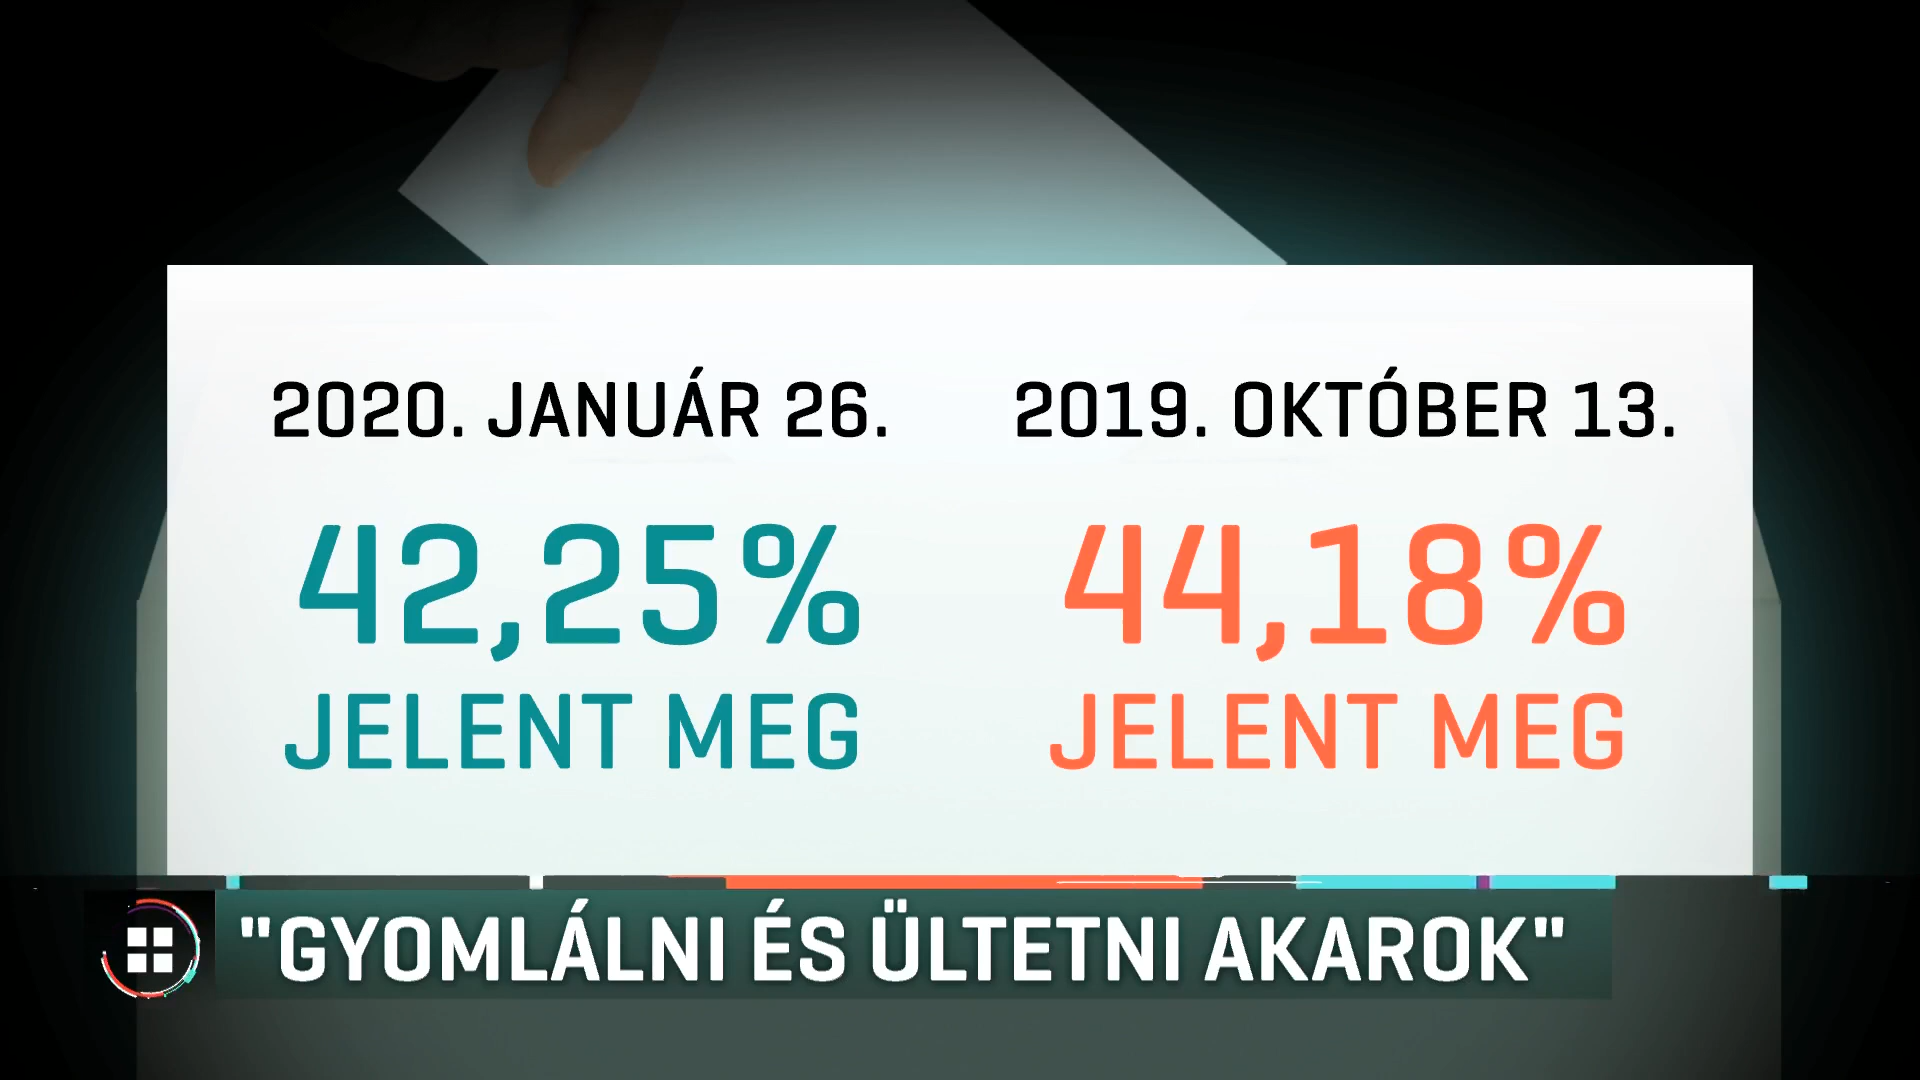 2020. JANUÁR 26.
2019. OKTÓBER 13.
42,25%
44,18%
JELENT MEG
JELENT MEG
"GYOMLÁLNI ÉS ÜLTETNI AKAROK"